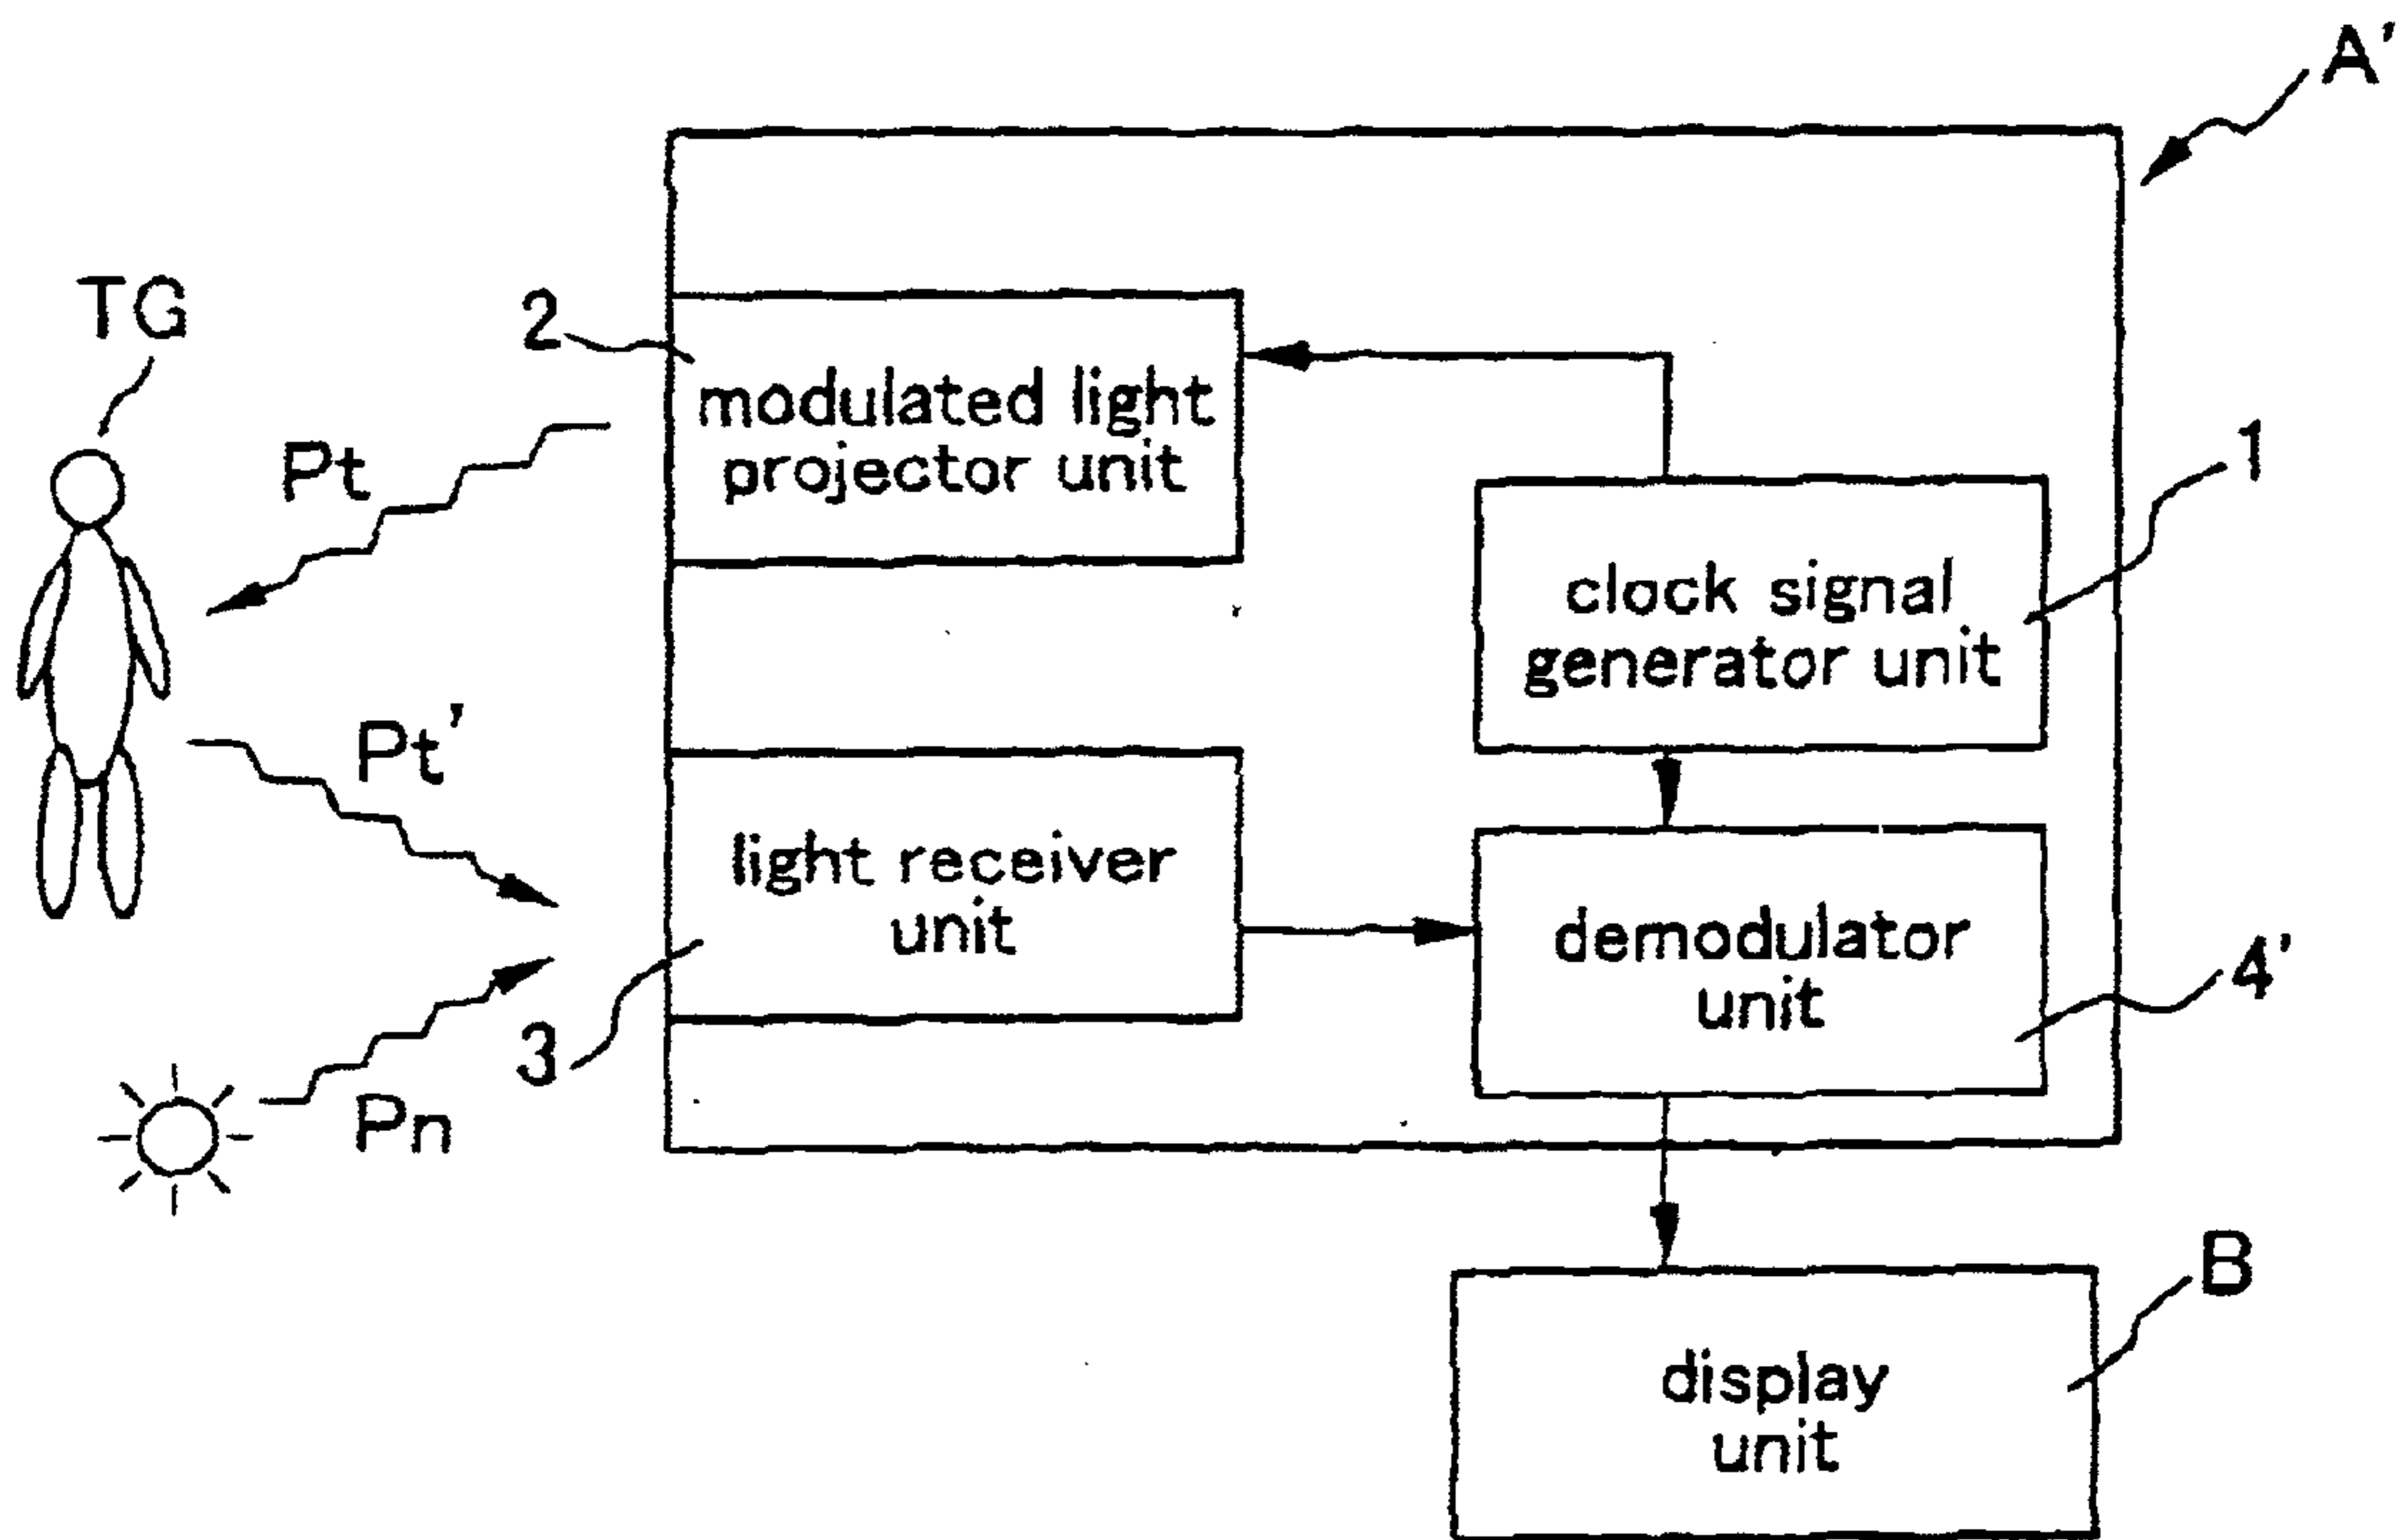 A'
TG
2
modulated light
projector unit
Pt
1
clock signal
generator unit
Pt'
light receiver
unit
demodulator
unit
4'
3
Pn
B
display
unit